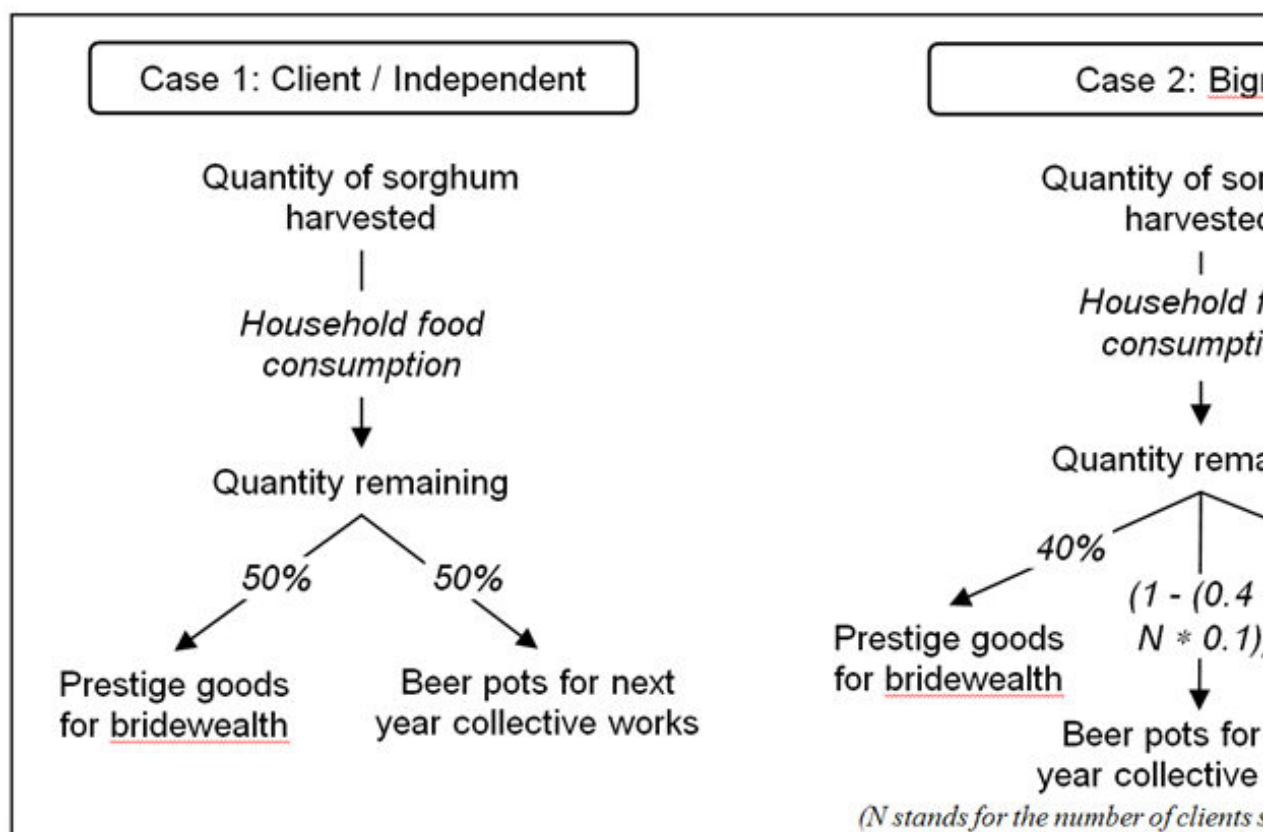 Case 1: Client / Independent
Quantity of sorghum
harvested
Household food
consumption
Quantity remaining
50%
50%
Prestige goods
for bridewealth
Beer pots for next
year collective works
Case 2:
Quantity of
harvested
Household
Quantity
40%
(1 - (0.4
N * 0.1)
Prestige goods
for bridewealth
Beer pots for
year collective
(N stands for the number of clients